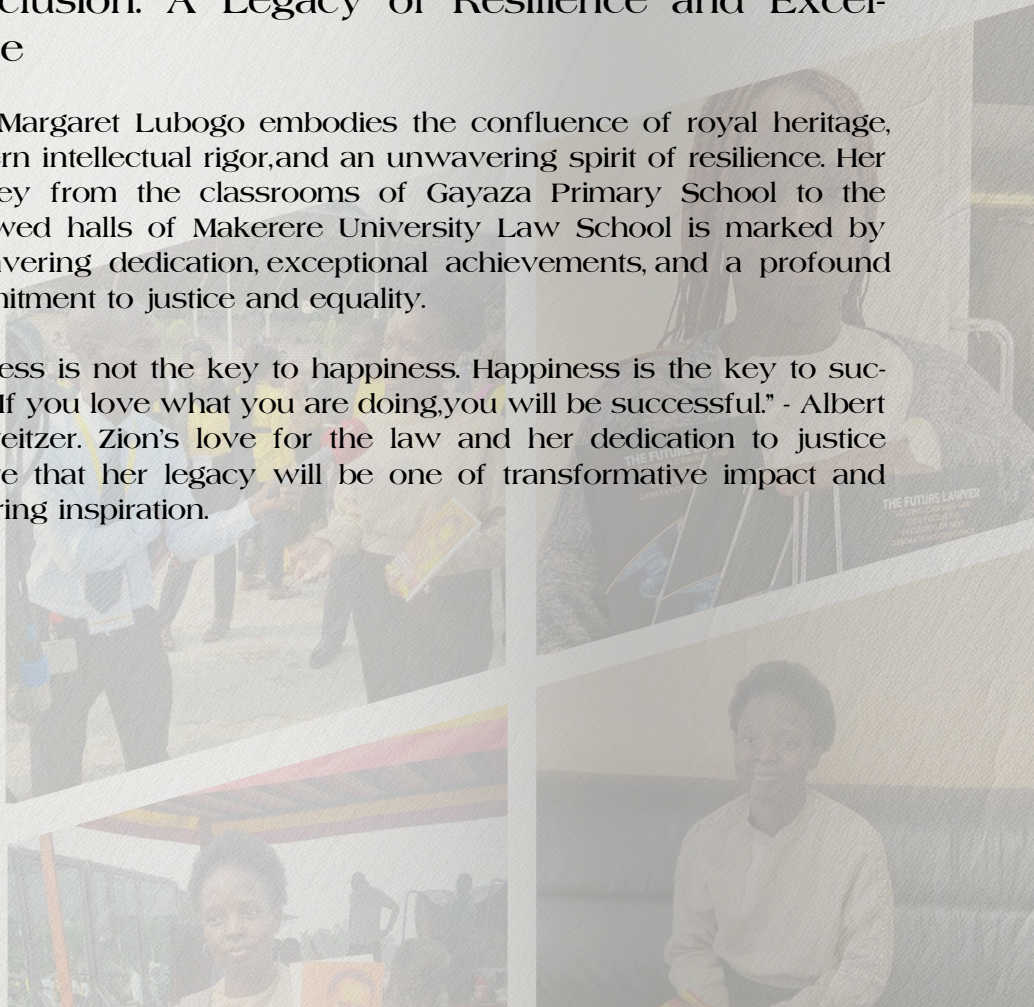 clusion: A Legacy of Resilience and Excel-
e
Margaret Lubogo embodies the confluence of royal heritage,
ern intellectual rigor,and an unwavering spirit of resilience. Her
ey from the classrooms of Gayaza Primary School to the
wed halls of Makerere University Law School is marked by
avering dedication, exceptional achievements, and a profound
mitment to justice and equality.
ess is not the key to happiness. Happiness is the key to suc-
If you love what you are doing,you will be successful.” - Albert
eitzer. Zion’s love for the law and her dedication to justice
e that her legacy will be one of transformative impact and
ring inspiration.
THE FUTURE
THE FUTURE LAWYER